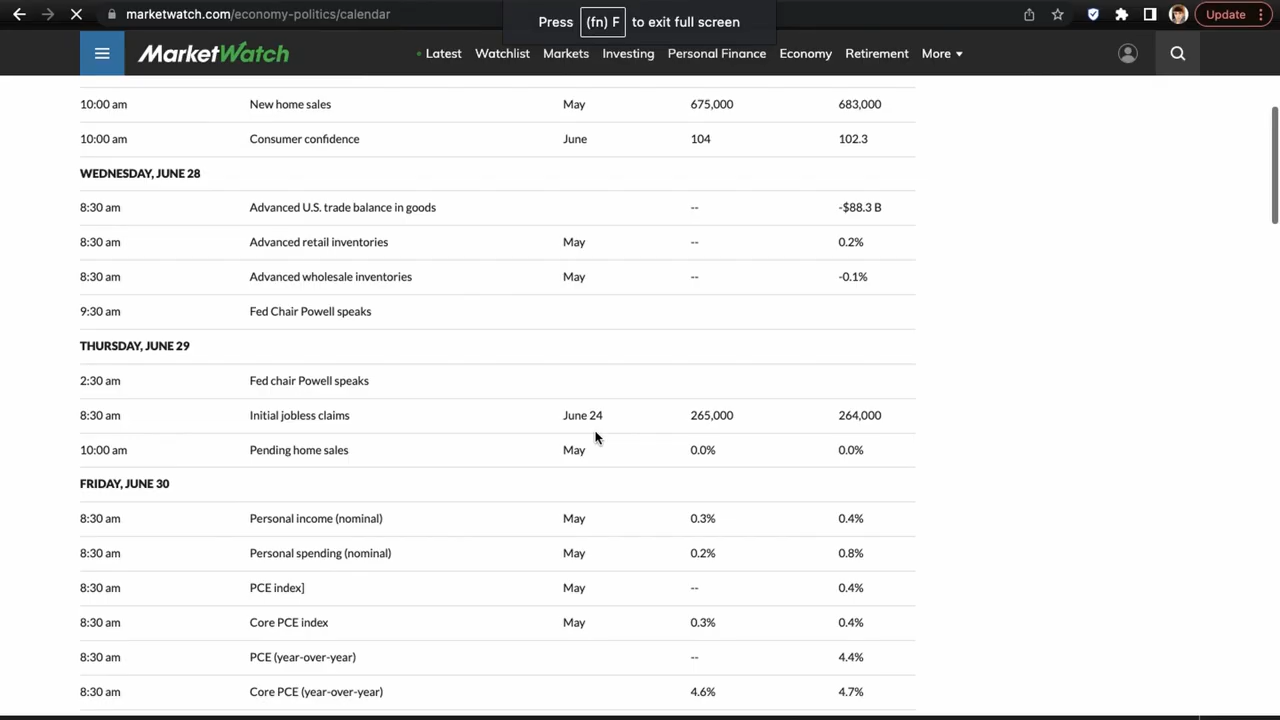 marketwatch.com/economy-politics/calendar
Press (fn) F to exit full screen
Update
MarketWatch
Latest Watchlist Markets Investing Personal Finance Economy Retirement More
10:00 am New home sales May 675,000 683,000
10:00 am Consumer confidence June 104 102.3
WEDNESDAY, JUNE 28
8:30 am Advanced U.S. trade balance in goods -- -$88.3 B
8:30 am Advanced retail inventories May -- 0.2%
8:30 am Advanced wholesale inventories May -- -0.1%
9:30 am Fed Chair Powell speaks
THURSDAY, JUNE 29
2:30 am Fed chair Powell speaks
8:30 am Initial jobless claims June 24 265,000 264,000
10:00 am Pending home sales May 0.0% 0.0%
FRIDAY, JUNE 30
8:30 am Personal income (nominal) May 0.3% 0.4%
8:30 am Personal spending (nominal) May 0.2% 0.8%
8:30 am PCE index] May -- 0.4%
8:30 am Core PCE index May 0.3% 0.4%
8:30 am PCE (year-over-year) -- 4.4%
8:30 am Core PCE (year-over-year) 4.6% 4.7%